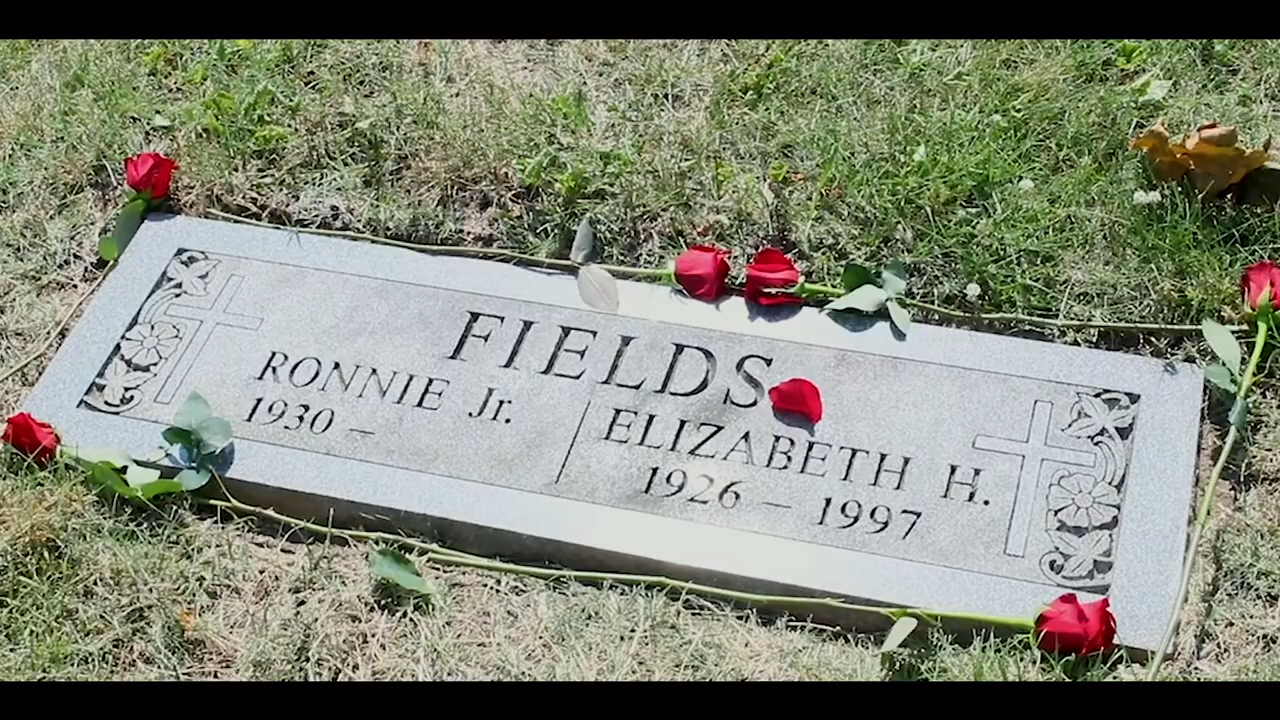 FIELDS
RONNIE Jr.
1930 –
ELIZABETH H.
1926 – 1997